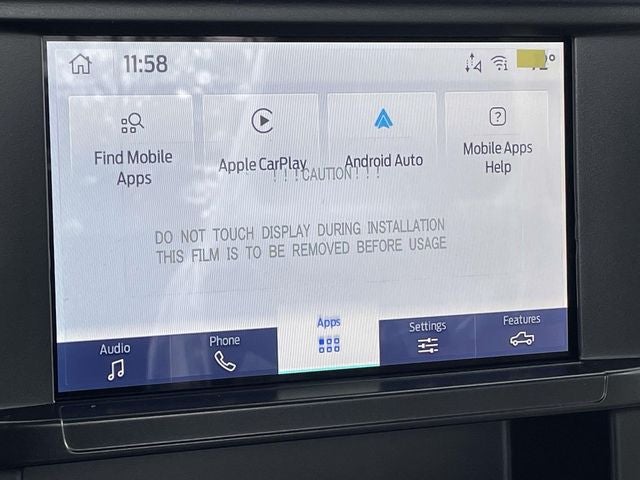 11:58
Find Mobile
Apps
Apple CarPlay
Android Auto
Mobile Apps
Help
!!!CAUTION!!!
DO NOT TOUCH DISPLAY DURING INSTALLATION
THIS FILM IS TO BE REMOVED BEFORE USAGE
Audio
Phone
Apps
Settings
Features